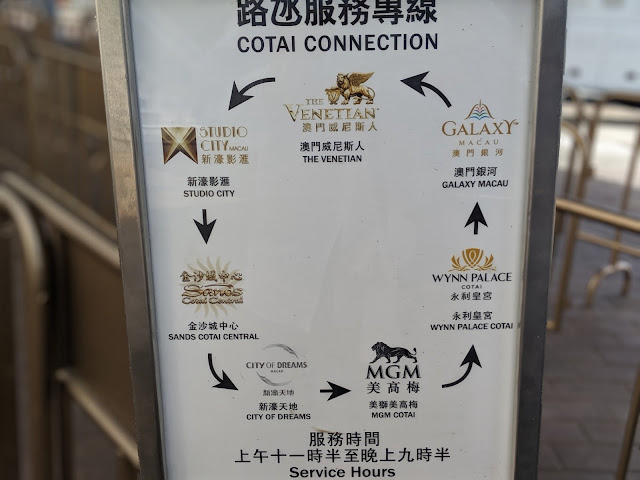 路氹服務專線
COTAI CONNECTION
THE
VENETIAN
澳門威尼斯人
澳門威尼斯人
THE VENETIAN
STUDIO
CITY MACAU
新濠影滙
新濠影滙
STUDIO CITY
GALAXY
MACAU
澳門銀河
澳門銀河
GALAXY MACAU
金沙城中心
Sands
Cotai Central
金沙城中心
SANDS COTAI CENTRAL
WYNN PALACE
COTAI
永利皇宮
永利皇宮
WYNN PALACE COTAI
CITY OF DREAMS
MACAU
新濠天地
新濠天地
CITY OF DREAMS
MGM
美高梅
美獅美高梅
MGM COTAI
服務時間
上午十一時半至晚上九時半
Service Hours